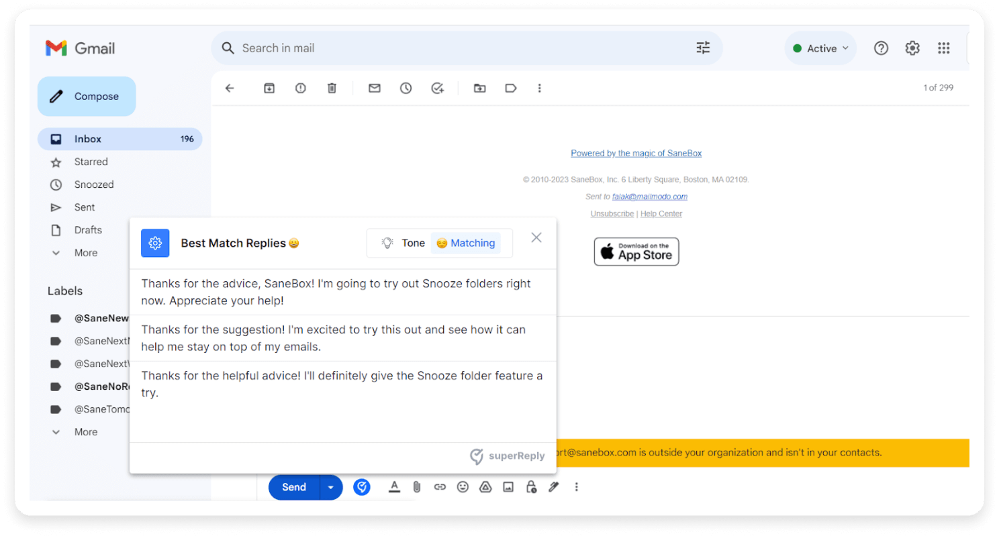 Gmail
Search in mail
Active
Compose
1 of 299
Inbox 196
Starred
Snoozed
Sent
Drafts
More
Labels
@SaneNew
@SaneNext
@SaneNext
@SaneNoR
@SaneTomo
More
Powered by the magic of SaneBox
© 2010-2023 SaneBox, Inc. 6 Liberty Square, Boston, MA 02109.
Sent to falak@mailmodo.com
Unsubscribe | Help Center
Download on the
App Store
Best Match Replies 😀
Tone 😌 Matching
Thanks for the advice, SaneBox! I'm going to try out Snooze folders right
now. Appreciate your help!
Thanks for the suggestion! I'm excited to try this out and see how it can
help me stay on top of my emails.
Thanks for the helpful advice! I'll definitely give the Snooze folder feature a
try.
superReply
ort@sanebox.com is outside your organization and isn't in your contacts.
Send